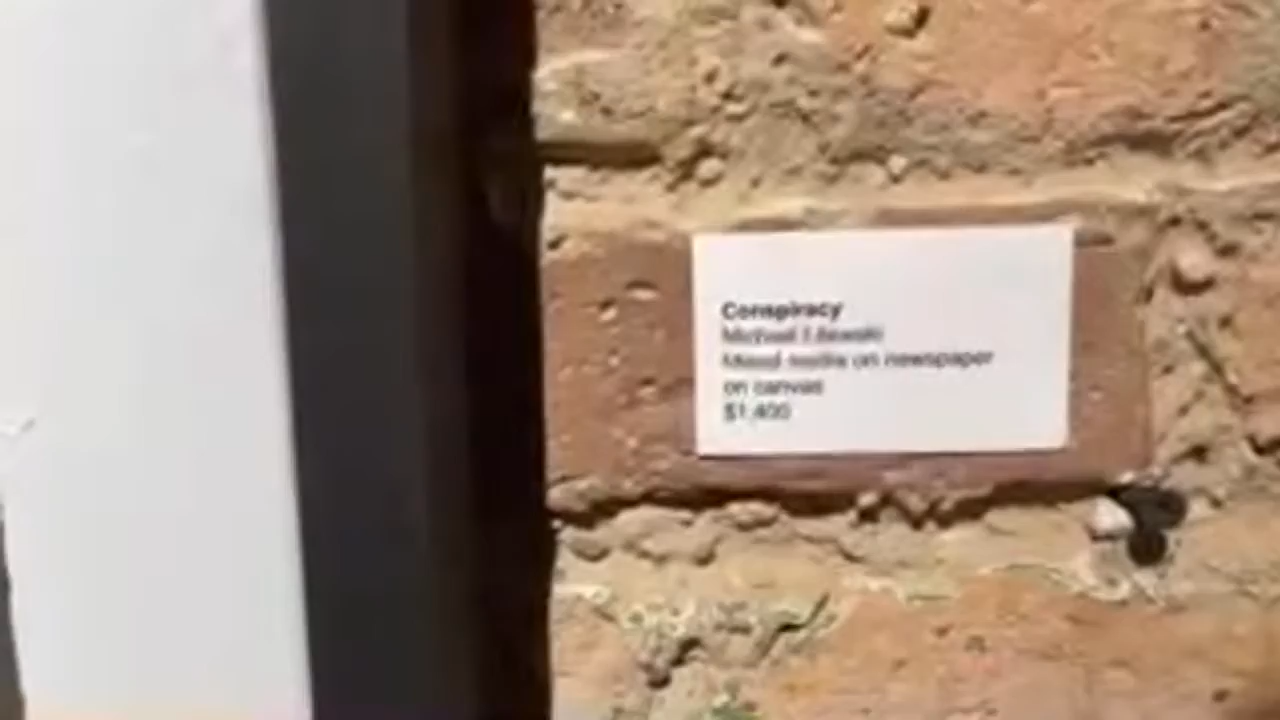 Conspiracy
Michael
Mixed media on newspaper
on canvas
$1,400